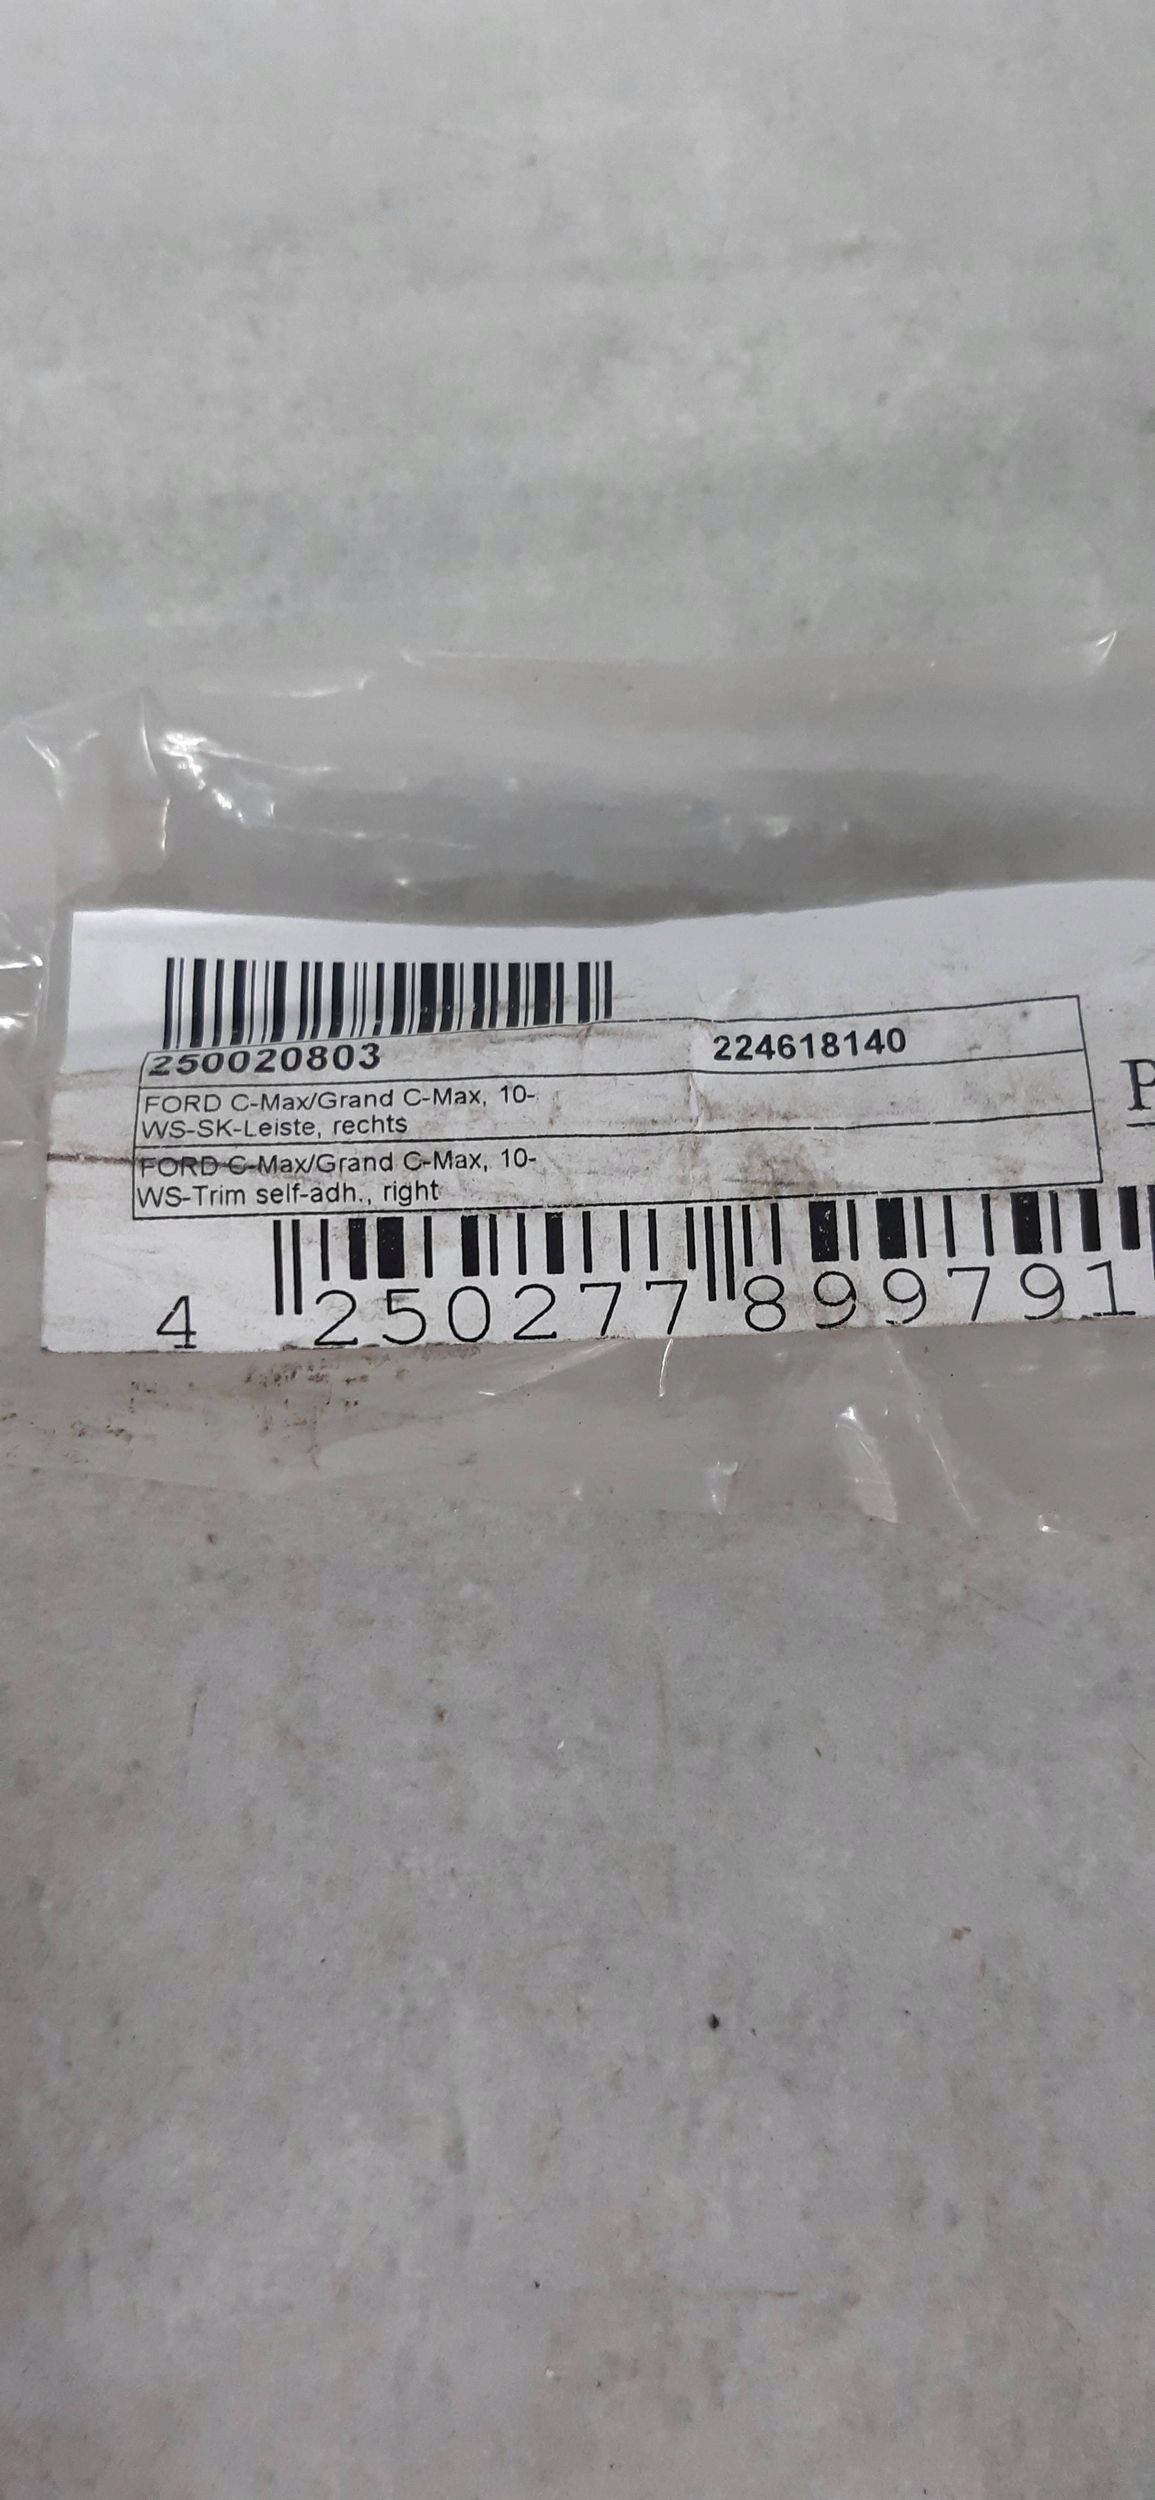 250020803 224618140
FORD C-Max/Grand C-Max, 10-
WS-SK-Leiste, rechts
FORD C-Max/Grand C-Max, 10-
WS-Trim self-adh., right
P
4 250277 899791